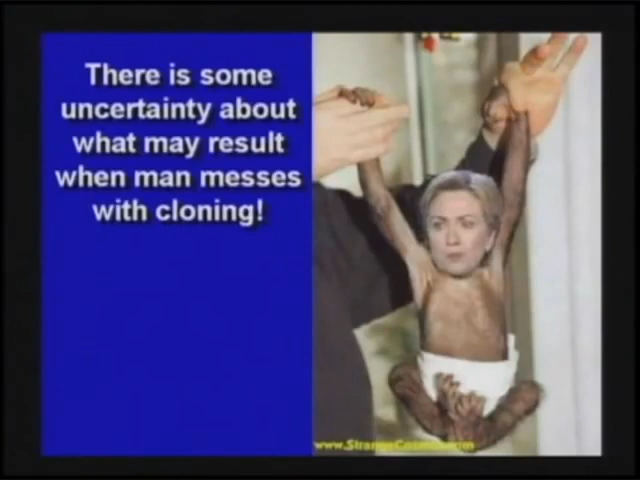 There is some
uncertainty about
what may result
when man messes
with cloning!